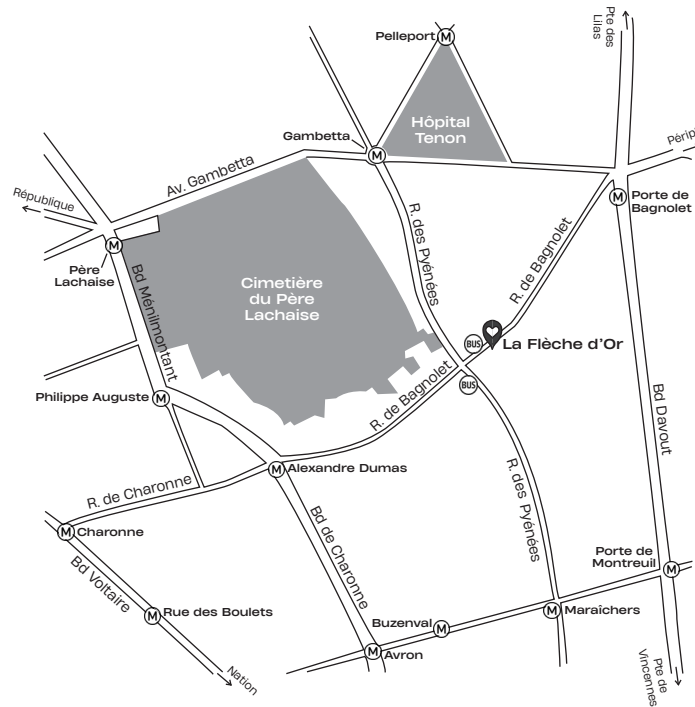 Pte des
Lilas
Pelleport
M
Hôpital
Tenon
Gambetta
M
Périp
Av. Gambetta
République
M
Porte de
Bagnolet
R. des Pyénées
R. de Bagnolet
M
Père
Lachaise
Bd Ménilmontant
Cimetière
du Père
Lachaise
BUS
La Flèche d'Or
BUS
R. de Bagnolet
Philippe Auguste
M
Bd Davout
M
Alexandre Dumas
R. de Charonne
R. des Pyénées
Bd de Charonne
M
Charonne
Bd Voltaire
Porte de
Montreuil
M
M
Rue des Boulets
Buzenval
M
M
Maraîchers
M
Avron
Nation
Pte de
Vincennes